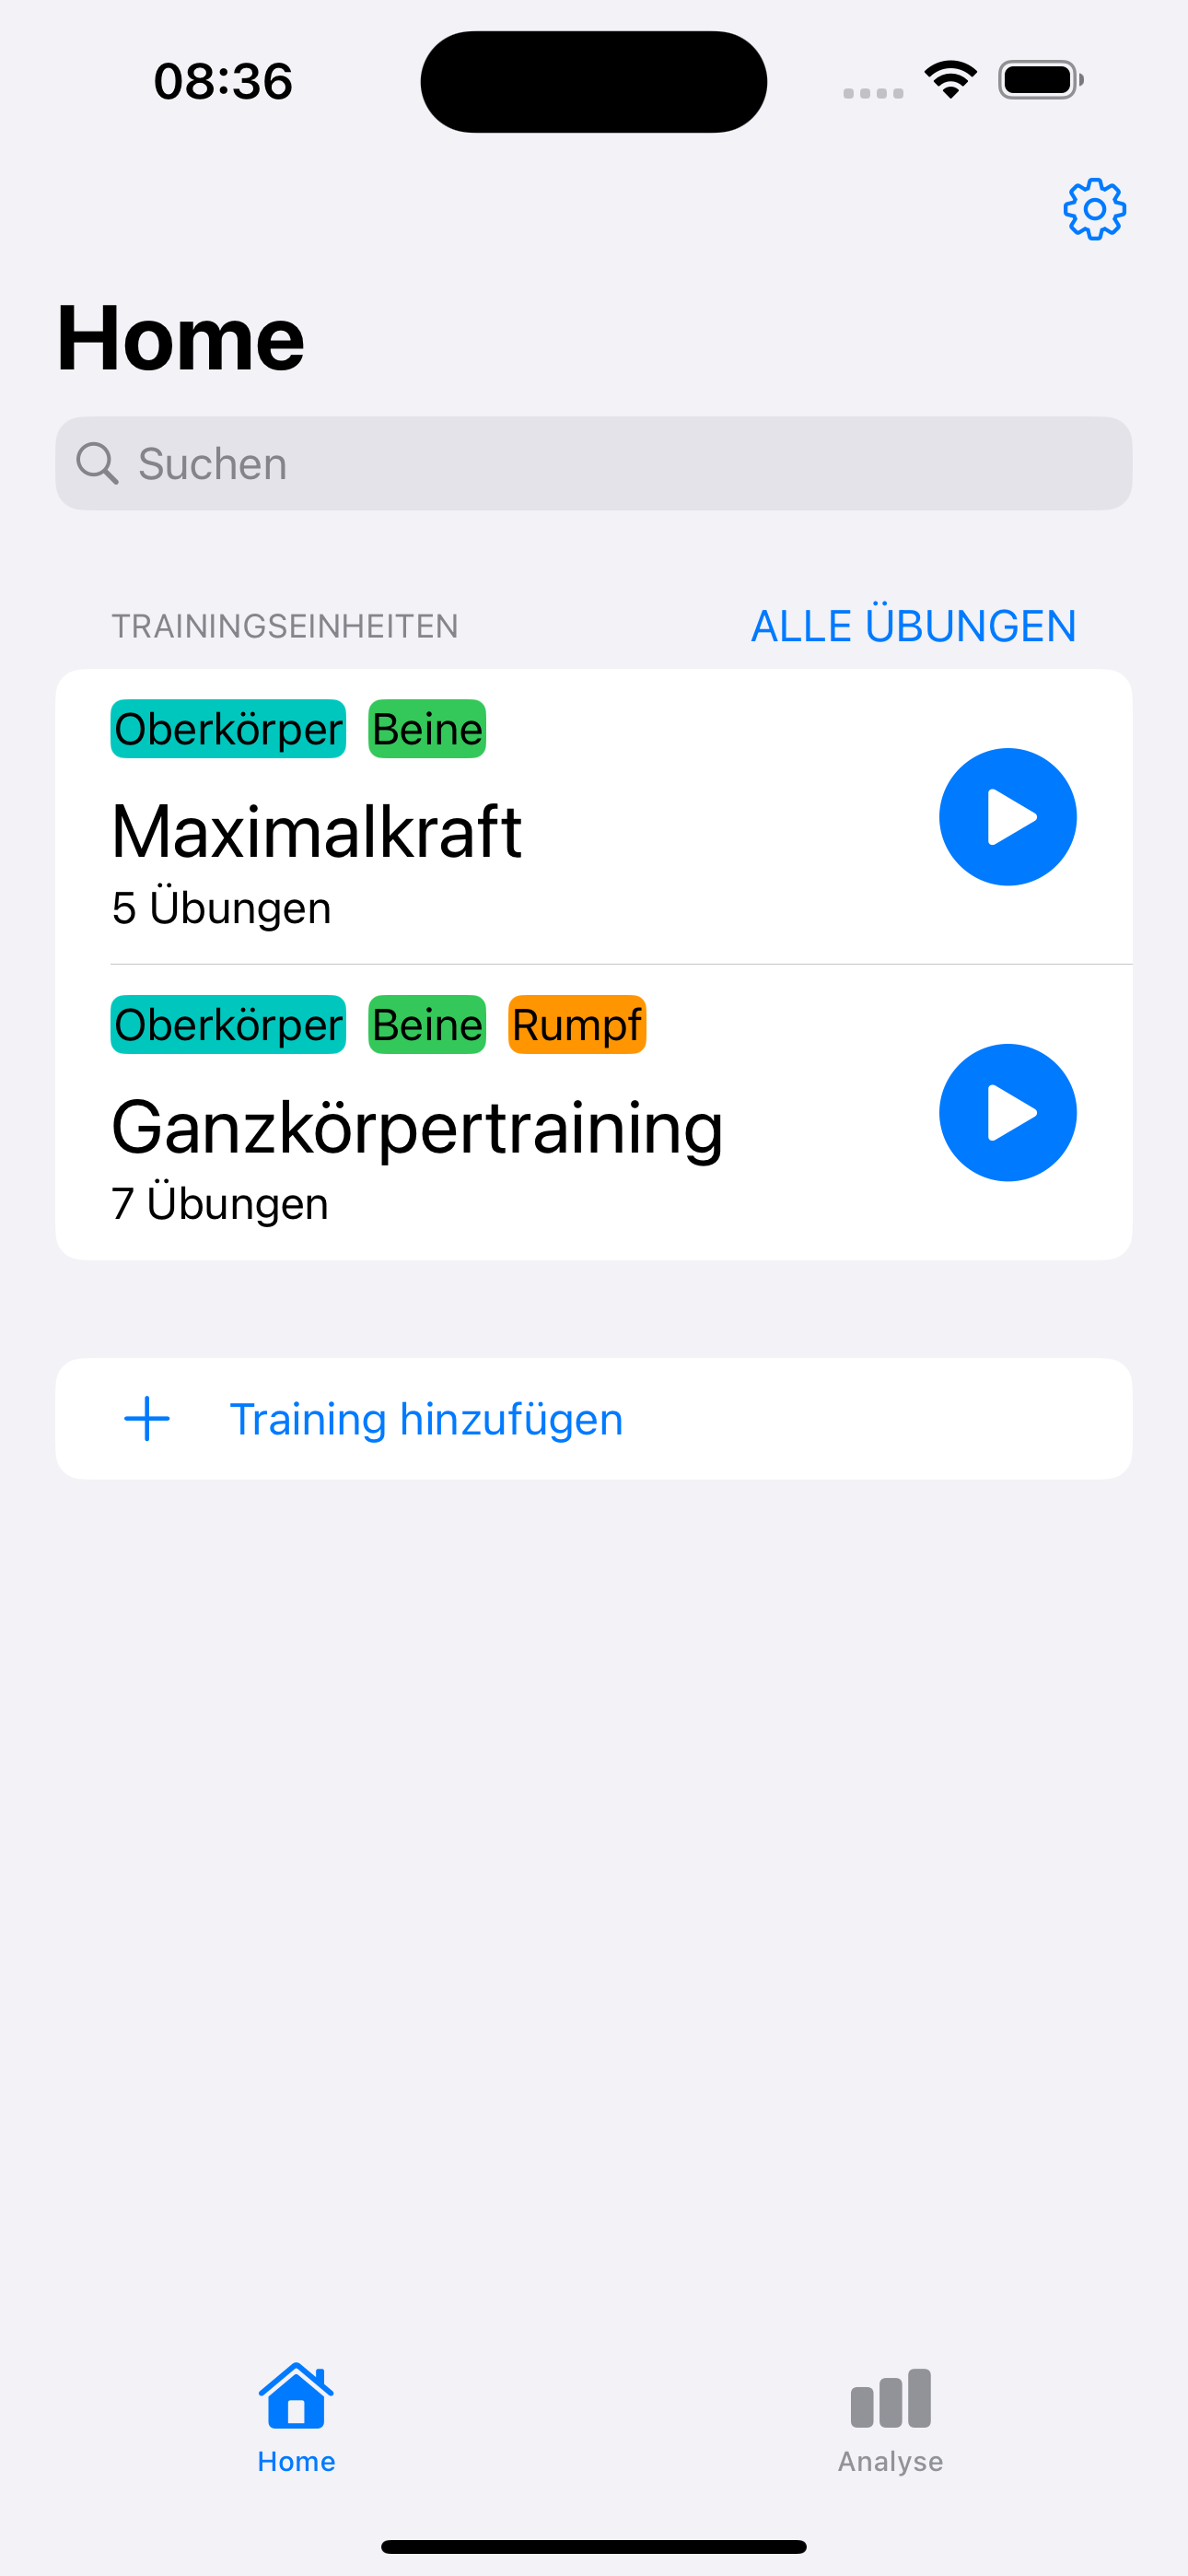 08:36
Home
Suchen
TRAININGSEINHEITEN ALLE ÜBUNGEN
Oberkörper Beine
Maximalkraft
5 Übungen
Oberkörper Beine Rumpf
Ganzkörpertraining
7 Übungen
Training hinzufügen
Home Analyse